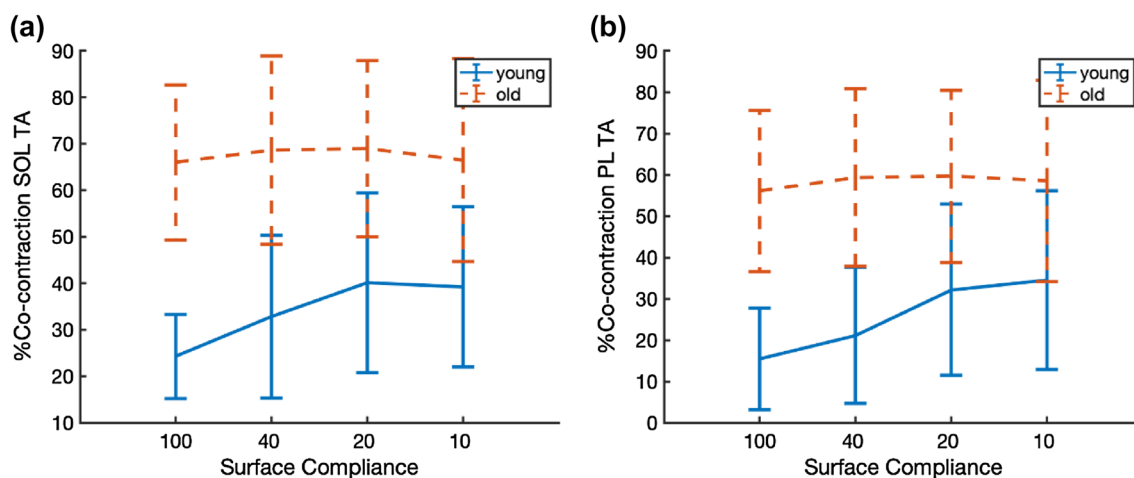 (a)
90
80
70
60
50
40
30
20
10
%Co-contraction SOL TA
100 40 20 10
Surface Compliance
young
old
(b)
90
80
70
60
50
40
30
20
10
0
%Co-contraction PL TA
100 40 20 10
Surface Compliance
young
old